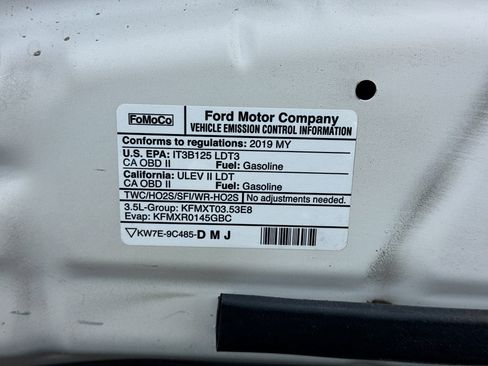 FoMoCo
Ford Motor Company
VEHICLE EMISSION CONTROL INFORMATION
Conforms to regulations: 2019 MY
U.S. EPA: IT3B125 LDT3
CA OBD II Fuel: Gasoline
California: ULEV II LDT
CA OBD II Fuel: Gasoline
TWC/HO2S/SFI/WR-HO2S No adjustments needed.
3.5L-Group: KFMXT03.53E8
Evap: KFMXR0145GBC
KW7E-9C485-DMJ